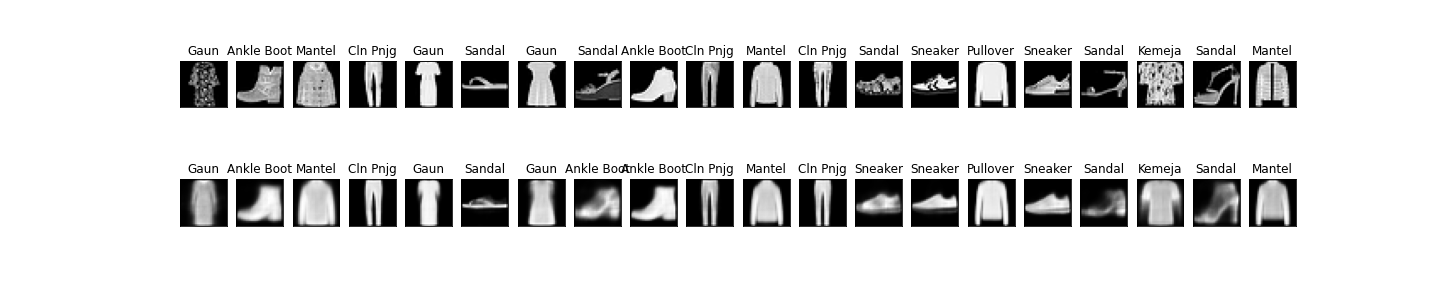 Gaun Ankle Boot Mantel Cln Pnjg Gaun Sandal Gaun Sandal Ankle Boot Cln Pnjg Mantel Cln Pnjg Sandal Sneaker Pullover Sneaker Sandal Kemeja Sandal Mantel
Gaun Ankle Boot Mantel Cln Pnjg Gaun Sandal Gaun Ankle Boot Ankle Boot Cln Pnjg Mantel Cln Pnjg Sneaker Sneaker Pullover Sneaker Sandal Kemeja Sandal Mantel